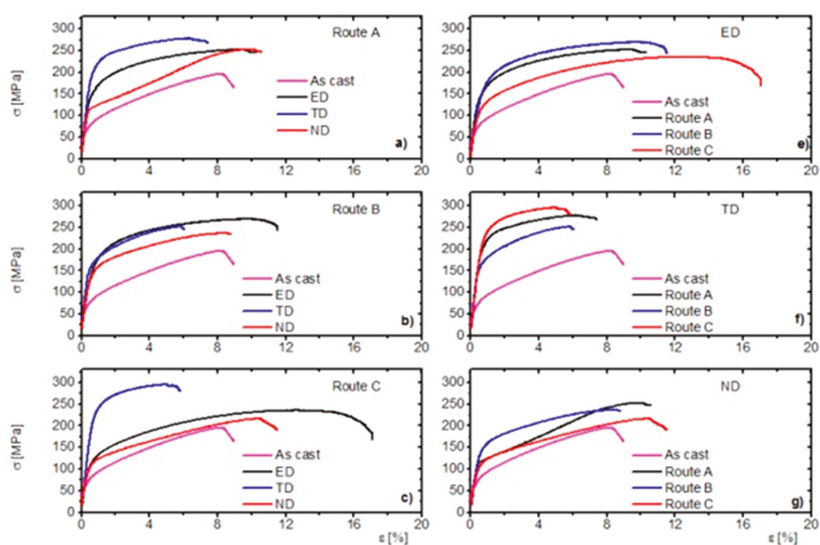 Route A
σ [MPa]
300
250
200
150
100
50
0
As cast
ED
TD
ND
a)
0 4 8 12 16 20
ED
300
250
200
150
100
50
0
As cast
Route A
Route B
Route C
e)
0 4 8 12 16 20
Route B
σ [MPa]
300
250
200
150
100
50
0
As cast
ED
TD
ND
b)
0 4 8 12 16 20
TD
300
250
200
150
100
50
0
As cast
Route A
Route B
Route C
f)
0 4 8 12 16 20
Route C
σ [MPa]
300
250
200
150
100
50
0
As cast
ED
TD
ND
c)
0 4 8 12 16 20
ε [%]
ND
300
250
200
150
100
50
0
As cast
Route A
Route B
Route C
g)
0 4 8 12 16 20
ε [%]